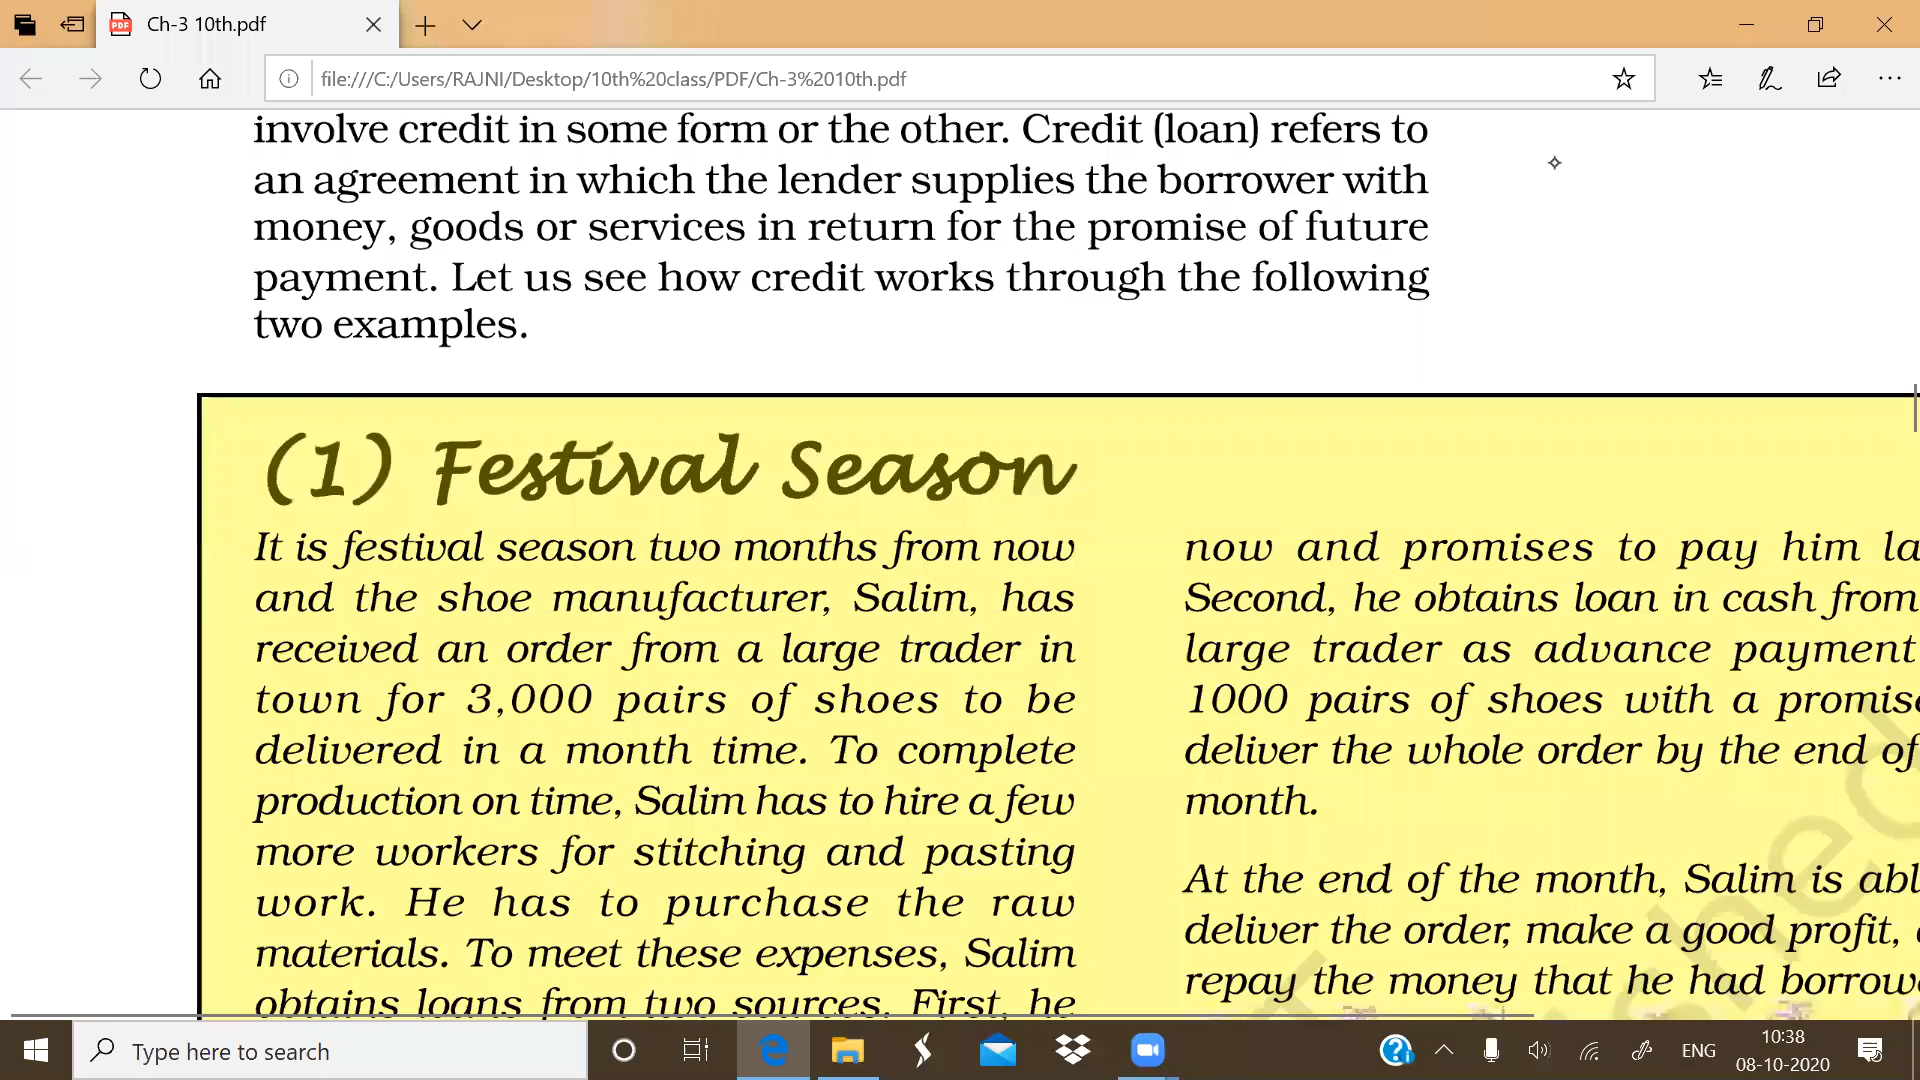 Ch-3 10th.pdf
file:///C:/Users/RAJNI/Desktop/10th%20class/PDF/Ch-3%2010th.pdf
involve credit in some form or the other. Credit (loan) refers to
an agreement in which the lender supplies the borrower with
money, goods or services in return for the promise of future
payment. Let us see how credit works through the following
two examples.
(1) Festival Season
It is festival season two months from now
and the shoe manufacturer, Salim, has
received an order from a large trader in
town for 3,000 pairs of shoes to be
delivered in a month time. To complete
production on time, Salim has to hire a few
more workers for stitching and pasting
work. He has to purchase the raw
materials. To meet these expenses, Salim
obtains loans from two sources. First, he
now and promises to pay him la
Second, he obtains loan in cash from
large trader as advance payment
1000 pairs of shoes with a promis
deliver the whole order by the end of
month.
At the end of the month, Salim is abl
deliver the order, make a good profit,
repay the money that he had borrow
shed
Type here to search
ENG
10:38
08-10-2020